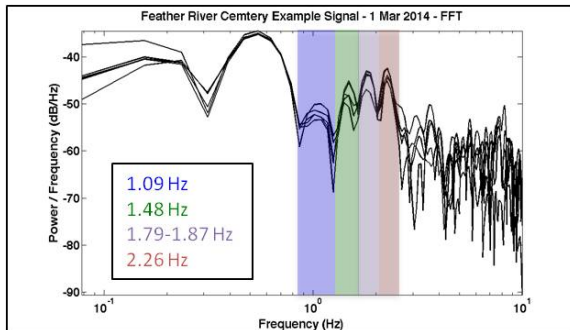 Feather River Cemtery Example Signal - 1 Mar 2014 - FFT
Power / Frequency (dB/Hz)
-40
-50
-60
-70
-80
-90
1.09 Hz
1.48 Hz
1.79-1.87 Hz
2.26 Hz
10⁻¹
10⁰
10¹
Frequency (Hz)